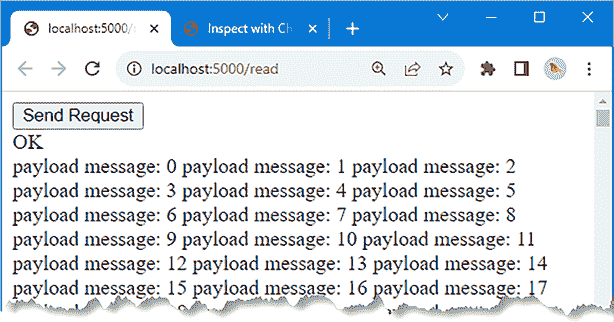 localhost:5000/
Inspect with Ch
localhost:5000/read
Send Request
OK
payload message: 0 payload message: 1 payload message: 2
payload message: 3 payload message: 4 payload message: 5
payload message: 6 payload message: 7 payload message: 8
payload message: 9 payload message: 10 payload message: 11
payload message: 12 payload message: 13 payload message: 14
payload message: 15 payload message: 16 payload message: 17